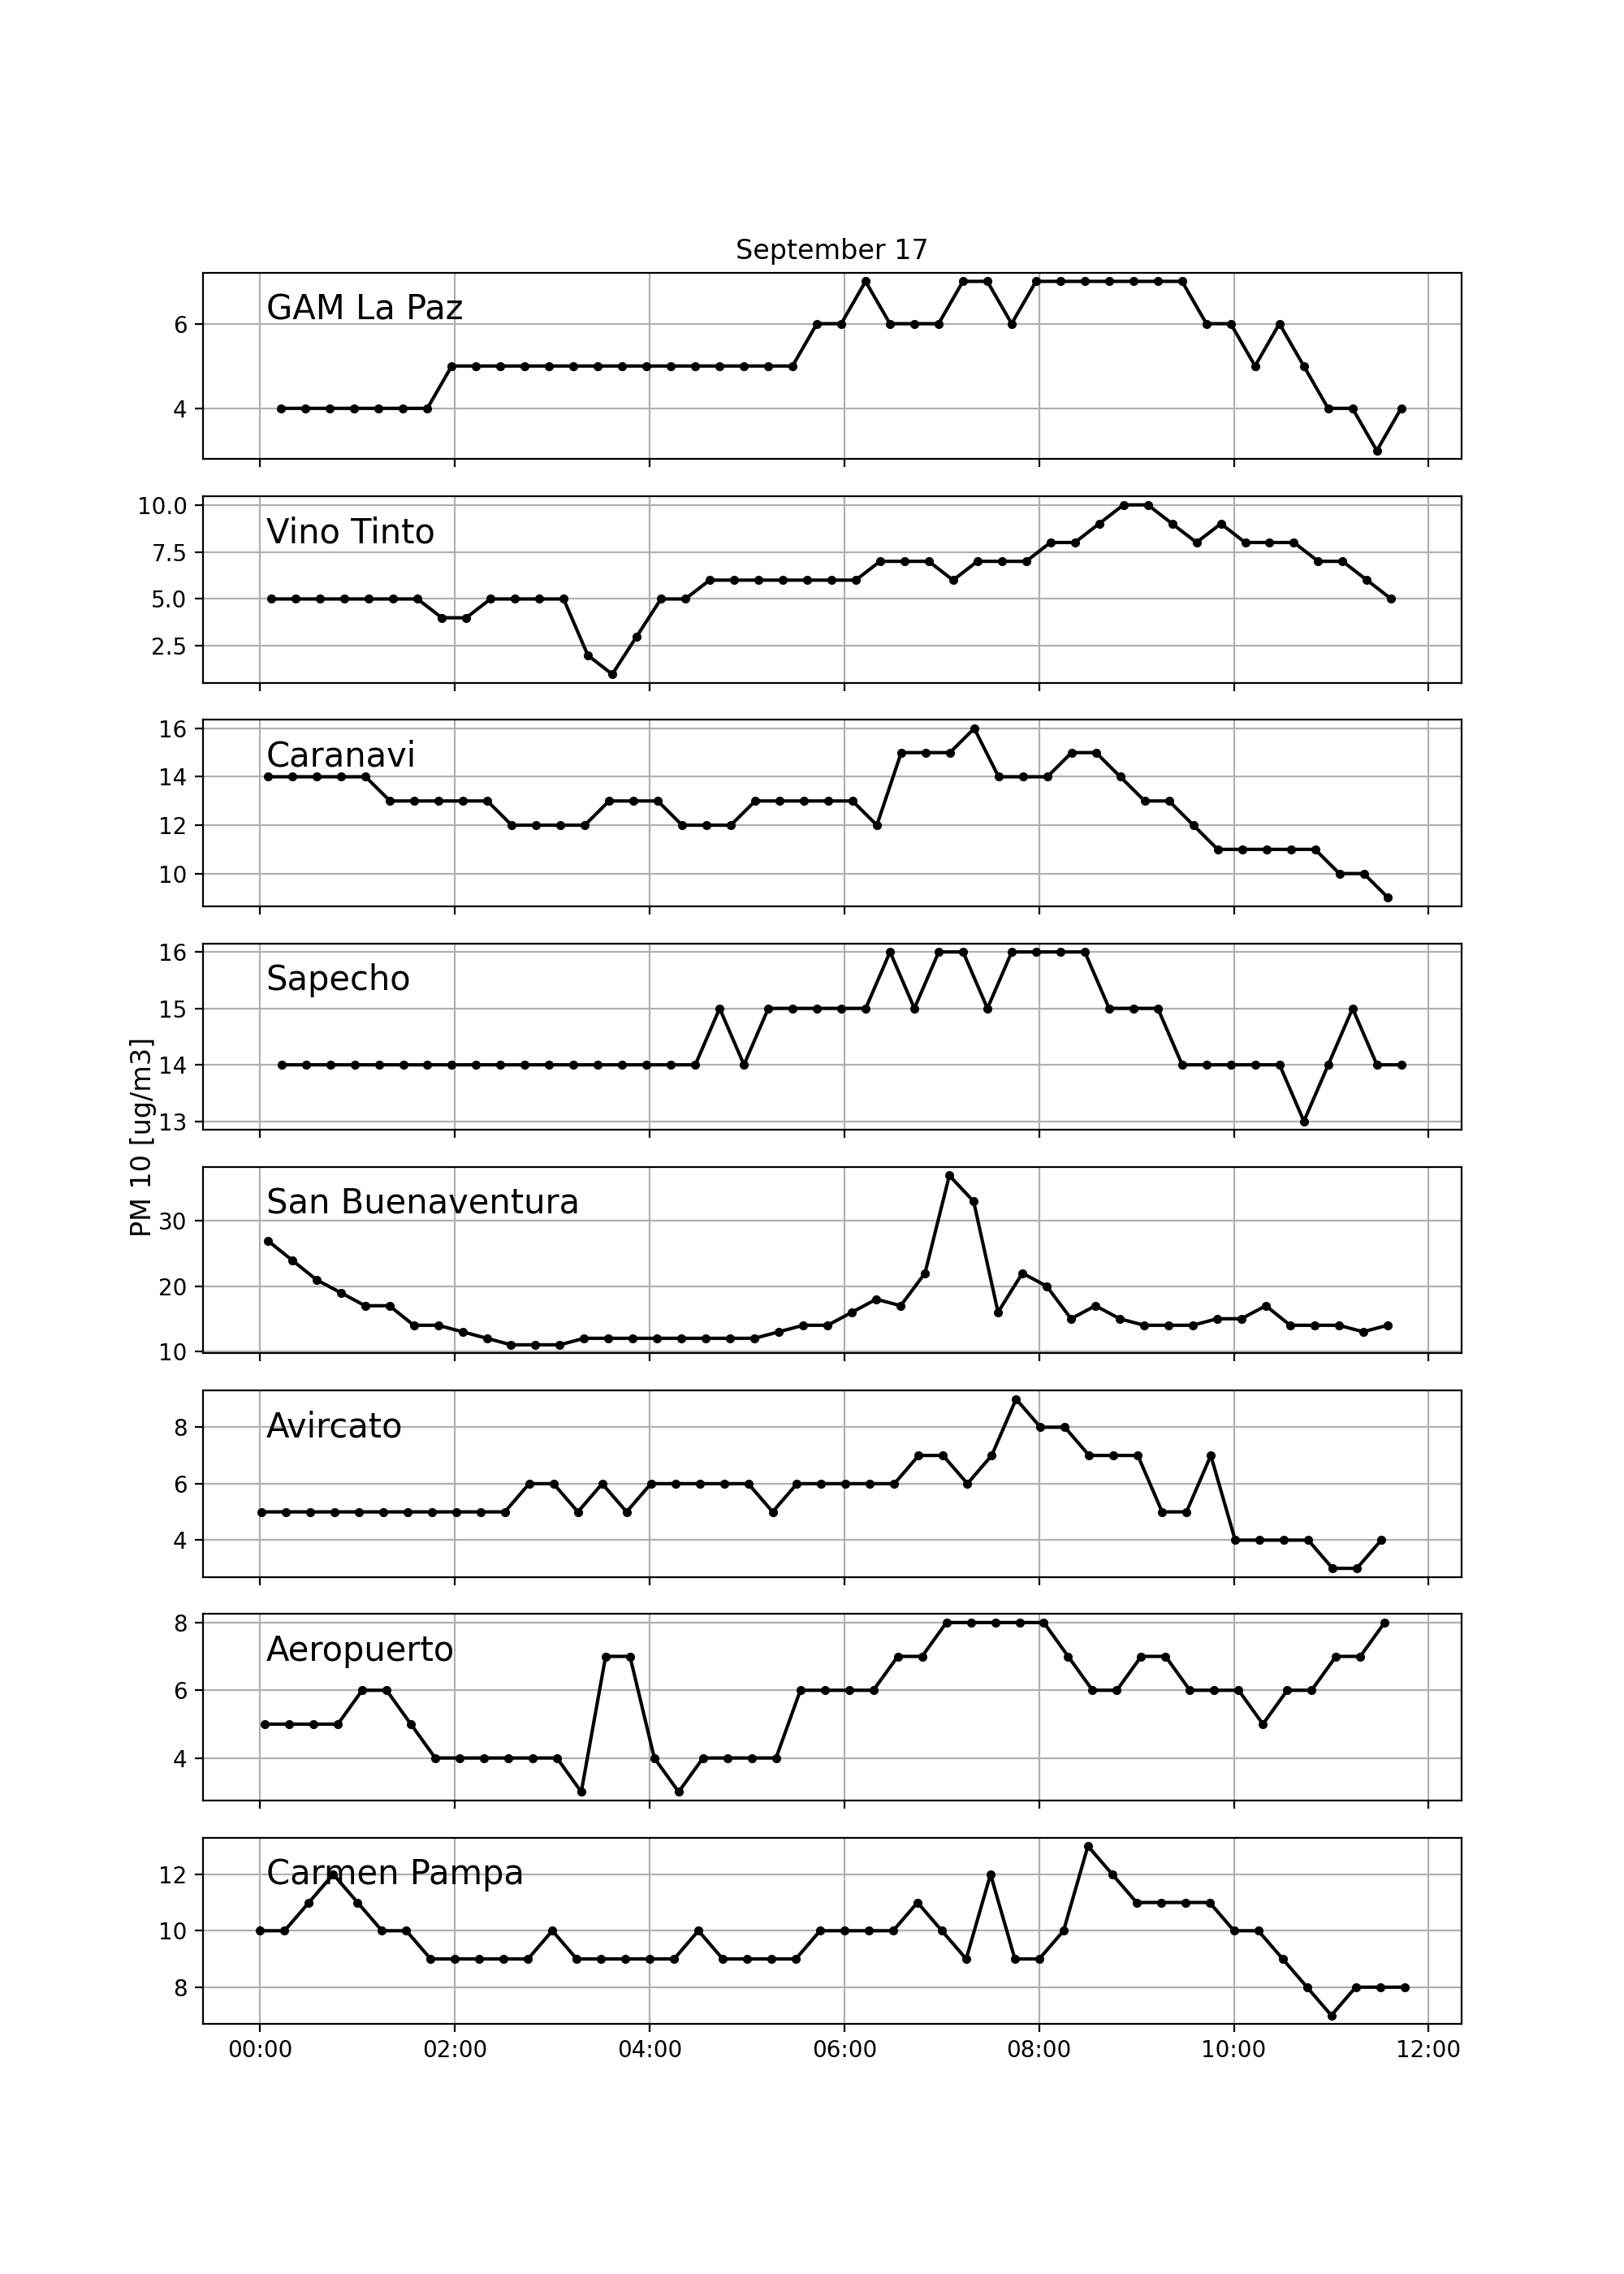 September 17
GAM La Paz
6
4
Vino Tinto
10.0
7.5
5.0
2.5
Caranavi
16
14
12
10
Sapecho
16
15
14
13
PM 10 [ug/m3]
San Buenaventura
30
20
10
Avircato
8
6
4
Aeropuerto
8
6
4
Carmen Pampa
12
10
8
00:00 02:00 04:00 06:00 08:00 10:00 12:00